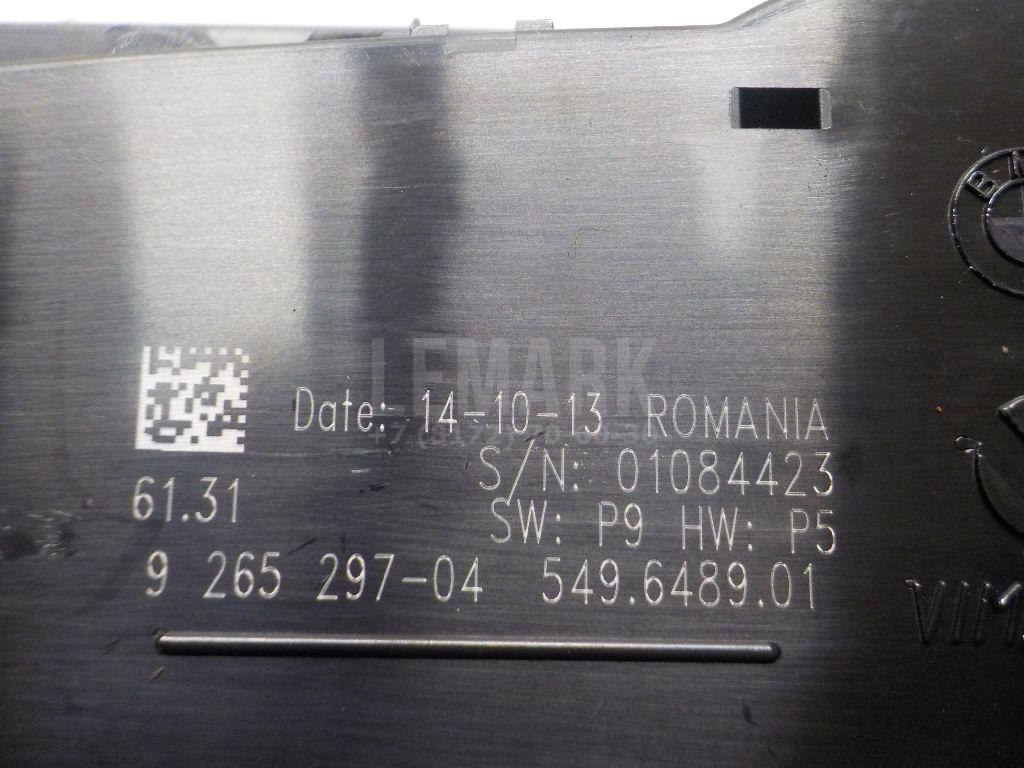 BM
LEMARK
Date: 14-10-13 ROMANIA
S/N: 01084423
61.31
SW: P9 HW: P5
9 265 297-04 549.6489.01